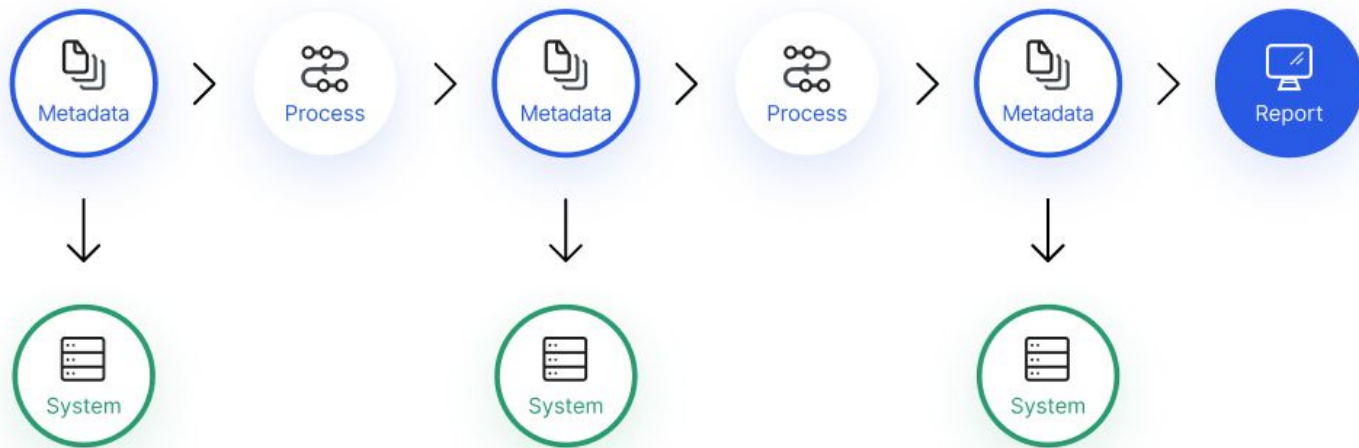 Metadata
Process
Metadata
Process
Metadata
Report
System
System
System